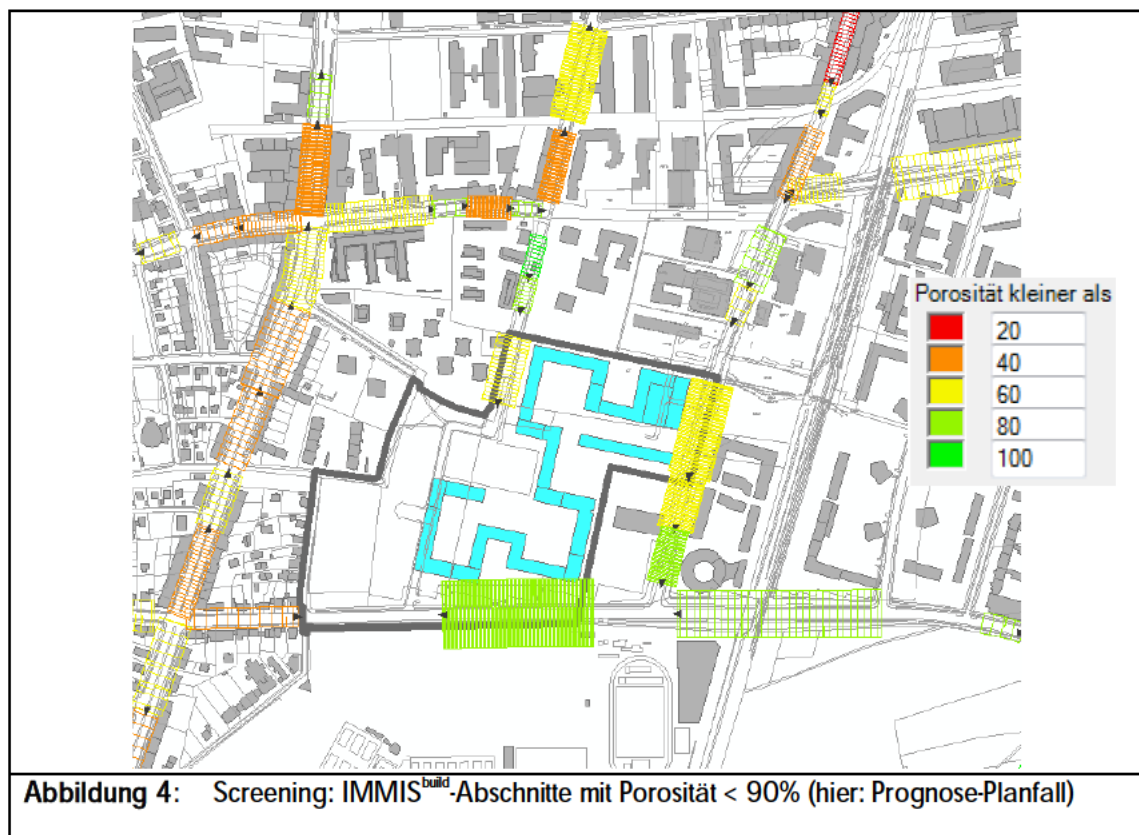 Porosität kleiner als
20
40
60
80
100
Abbildung 4: Screening: IMMISbuild-Abschnitte mit Porosität < 90% (hier: Prognose-Planfall)